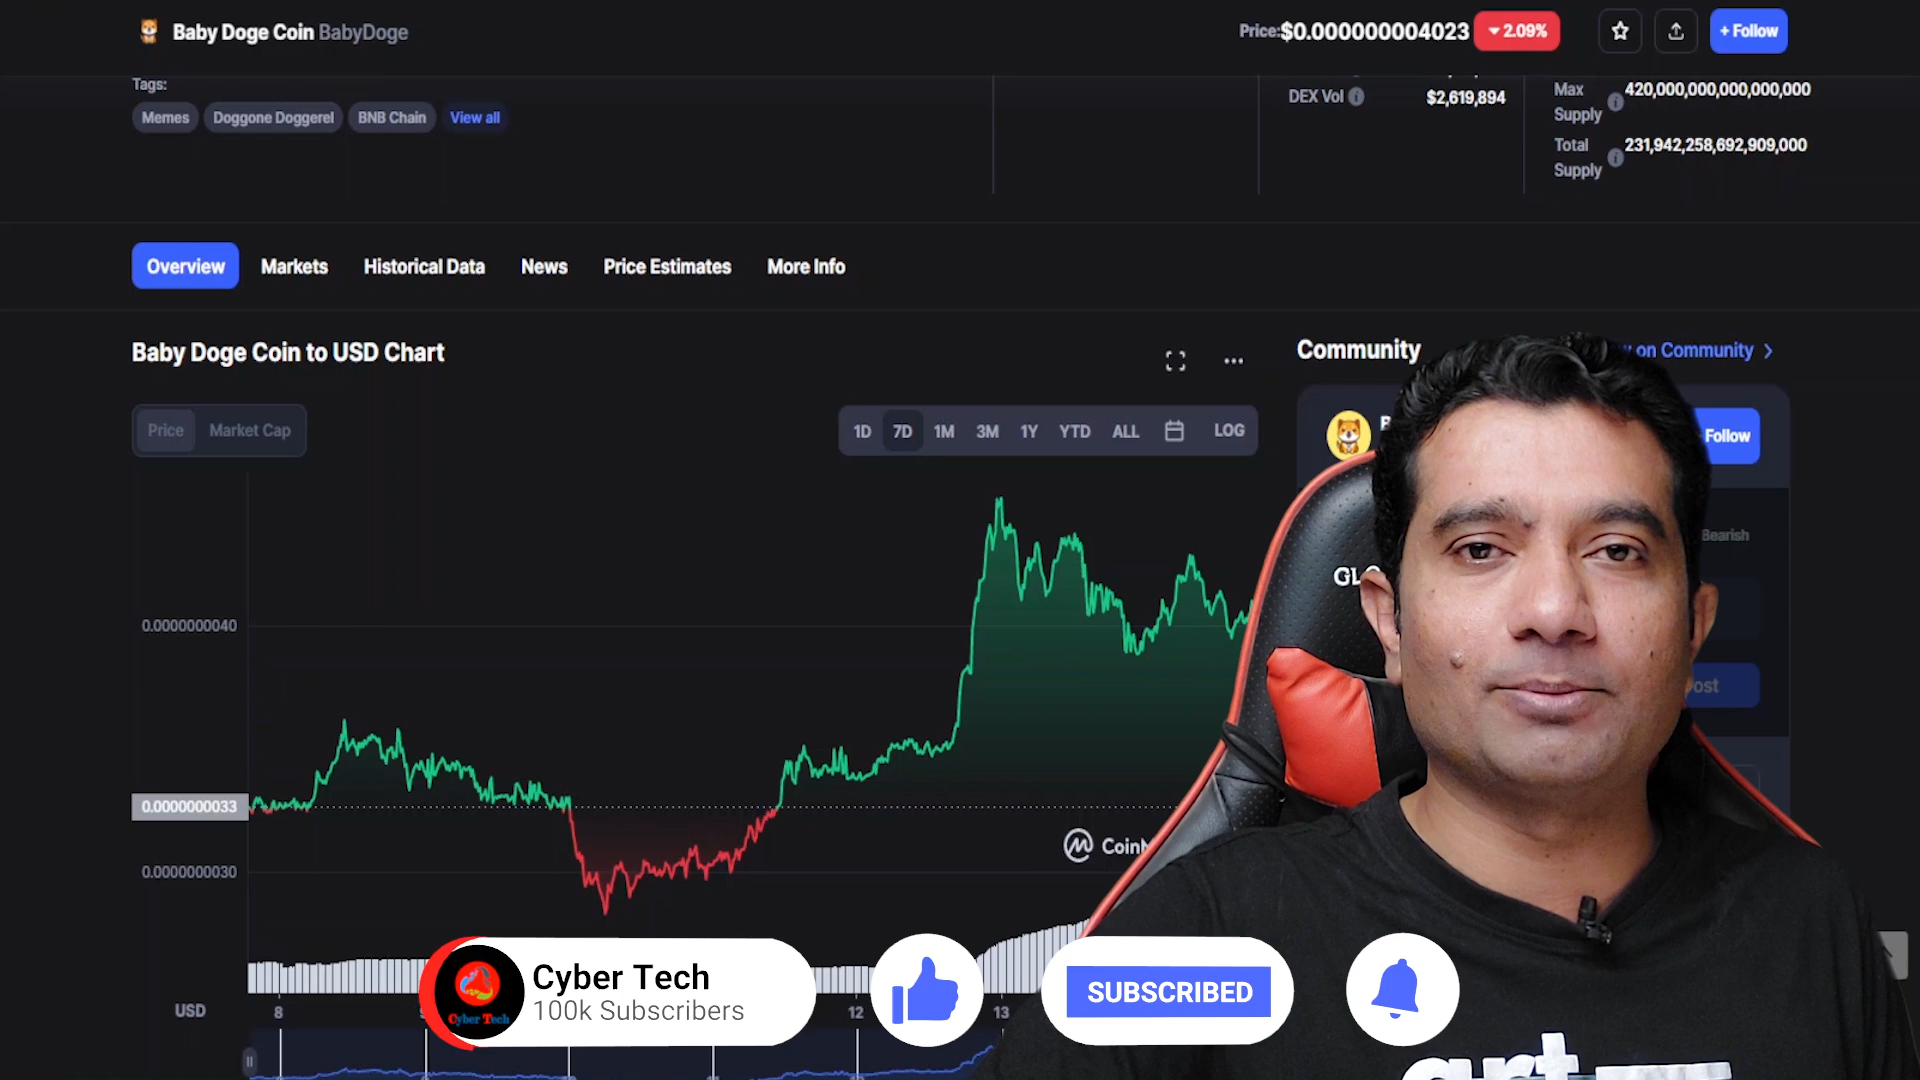 Baby Doge Coin BabyDoge
Price:$0.000000004023 2.09%
+ Follow
Tags:
Memes Doggone Doggerel BNB Chain View all
DEX Vol $2,619,894
Max Supply 420,000,000,000,000,000
Total Supply 231,942,258,692,909,000
Overview Markets Historical Data News Price Estimates More Info
Baby Doge Coin to USD Chart
Price Market Cap
1D 7D 1M 3M 1Y YTD ALL LOG
0.0000000040
0.0000000033
0.0000000030
USD 8 12 13
Community
on Community
Follow
Bearish
Cyber Tech
Cyber Tech
100k Subscribers
SUBSCRIBED